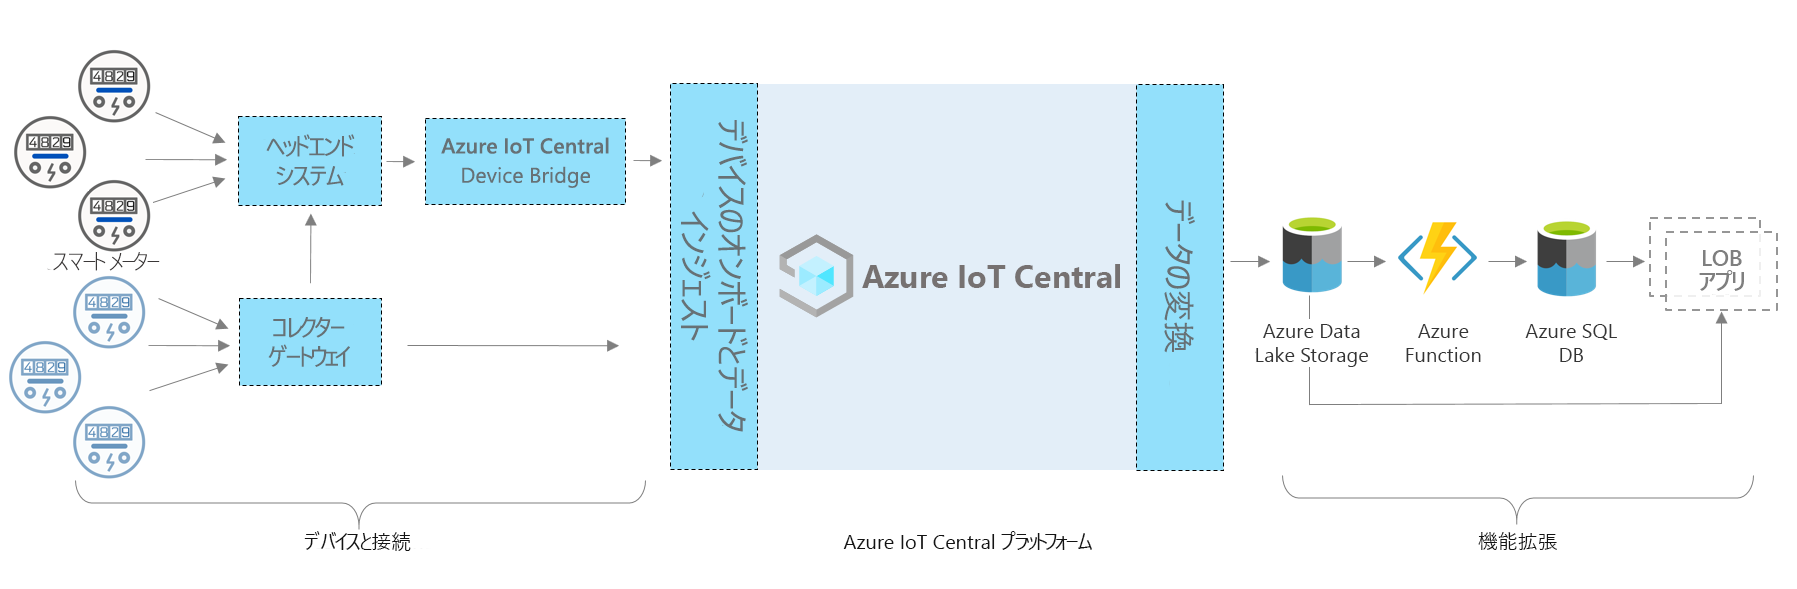 4829
4829
4829
スマート メーター
4829
4829
4829
ヘッドエンド
システム
コレクター
ゲートウェイ
Azure IoT Central
Device Bridge
デバイスのオンボードとデータ
インジェスト
Azure IoT Central
データの変換
Azure Data
Lake Storage
Azure
Function
Azure SQL
DB
LOB
アプリ
デバイスと接続
Azure IoT Central プラットフォーム
機能拡張